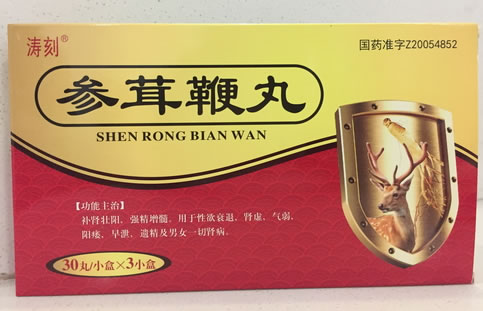 涛刻®
国药准字Z20054852
参茸鞭丸
SHEN RONG BIAN WAN
【功能主治】
补肾壮阳，强精增髓，用于性欲衰退，肾虚，气弱，
阳痿，早泄，遗精及男女一切肾病。
30丸/小盒×3小盒